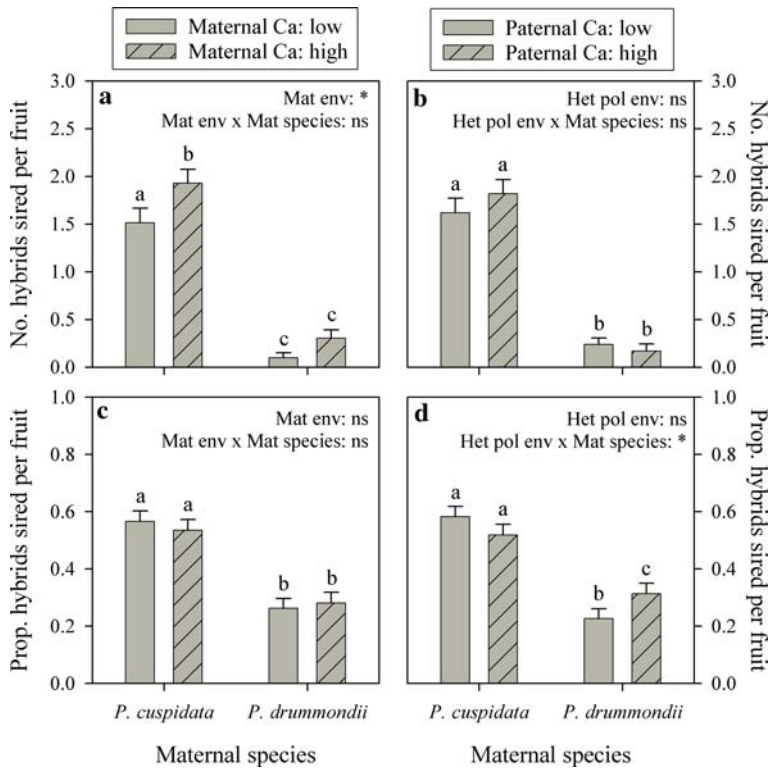 Maternal Ca: low
Maternal Ca: high
Paternal Ca: low
Paternal Ca: high
No. hybrids sired per fruit
3.0
2.5
2.0
1.5
1.0
0.5
0.0
a
Mat env: *
Mat env x Mat species: ns
a
b
c
c
b
Het pol env: ns
Het pol env x Mat species: ns
a
a
b
b
3.0
2.5
2.0
1.5
1.0
0.5
0.0
No. hybrids sired per fruit
Prop. hybrids sired per fruit
1.0
0.8
0.6
0.4
0.2
0.0
c
Mat env: ns
Mat env x Mat species: ns
a
a
b
b
d
Het pol env: ns
Het pol env x Mat species: *
a
a
b
c
1.0
0.8
0.6
0.4
0.2
0.0
Prop. hybrids sired per fruit
P. cuspidata
P. drummondii
P. cuspidata
P. drummondii
Maternal species
Maternal species